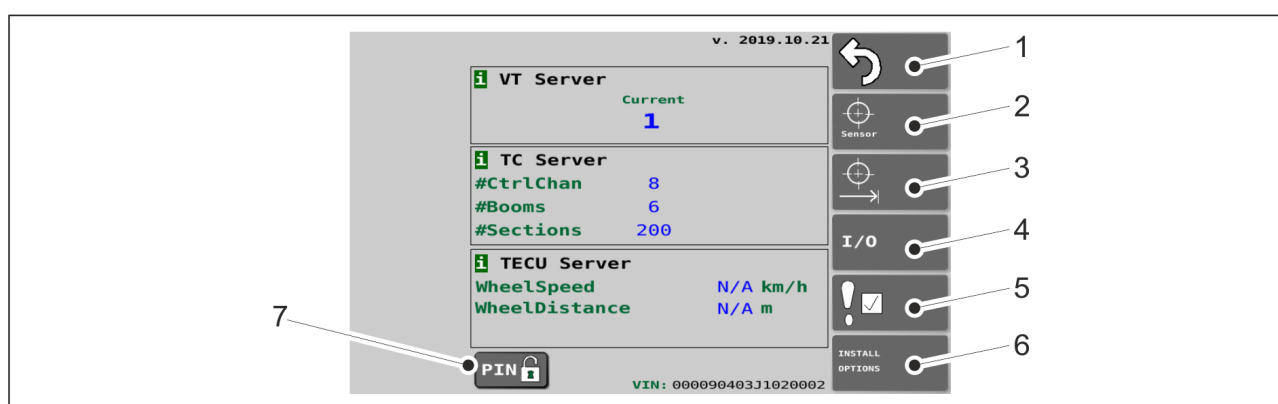 v. 2019.10.21
i VT Server
Current
1
i TC Server
#CtrlChan 8
#Booms 6
#Sections 200
i TECU Server
WheelSpeed N/A km/h
WheelDistance N/A m
PIN
VIN: 000090403J1020002
Sensor
I/O
INSTALL
OPTIONS
1
2
3
4
5
6
7